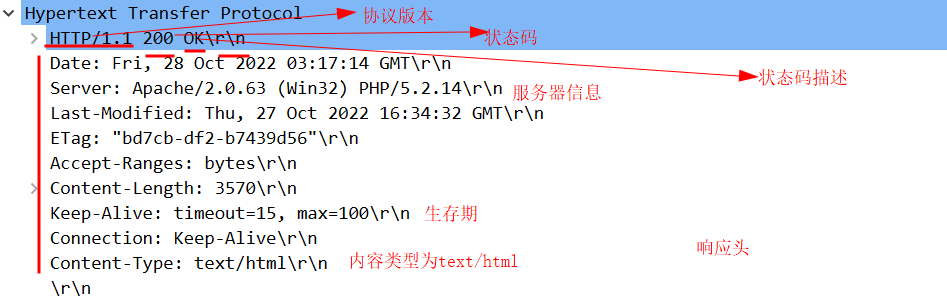 Hypertext Transfer Protocol
协议版本
HTTP/1.1 200 OK\r\n
状态码
Date: Fri, 28 Oct 2022 03:17:14 GMT\r\n
状态码描述
Server: Apache/2.0.63 (Win32) PHP/5.2.14\r\n
服务器信息
Last-Modified: Thu, 27 Oct 2022 16:34:32 GMT\r\n
ETag: "bd7cb-df2-b7439d56"\r\n
Accept-Ranges: bytes\r\n
Content-Length: 3570\r\n
Keep-Alive: timeout=15, max=100\r\n
生存期
Connection: Keep-Alive\r\n
响应头
Content-Type: text/html\r\n
内容类型为text/html
\r\n